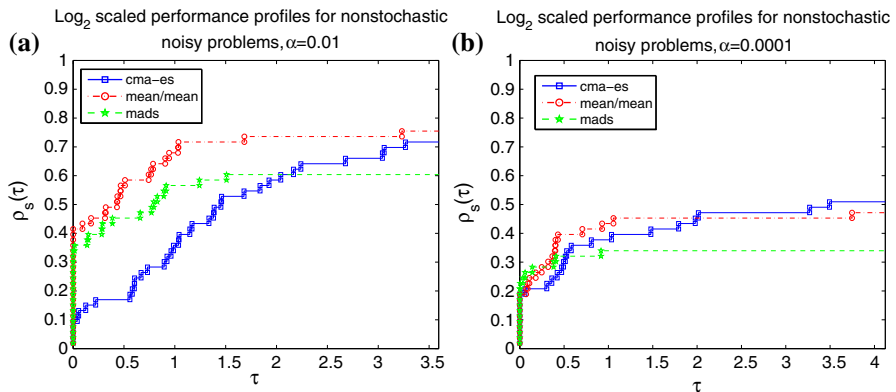 Log2 scaled performance profiles for nonstochastic
noisy problems, α=0.01
(a)
1
0.9
0.8
0.7
0.6
0.5
0.4
0.3
0.2
0.1
0
ρs(τ)
cma−es
mean/mean
mads
0 0.5 1 1.5 2 2.5 3 3.5
τ
Log2 scaled performance profiles for nonstochastic
noisy problems, α=0.0001
(b)
1
0.9
0.8
0.7
0.6
0.5
0.4
0.3
0.2
0.1
0
ρs(τ)
cma−es
mean/mean
mads
0 0.5 1 1.5 2 2.5 3 3.5 4
τ